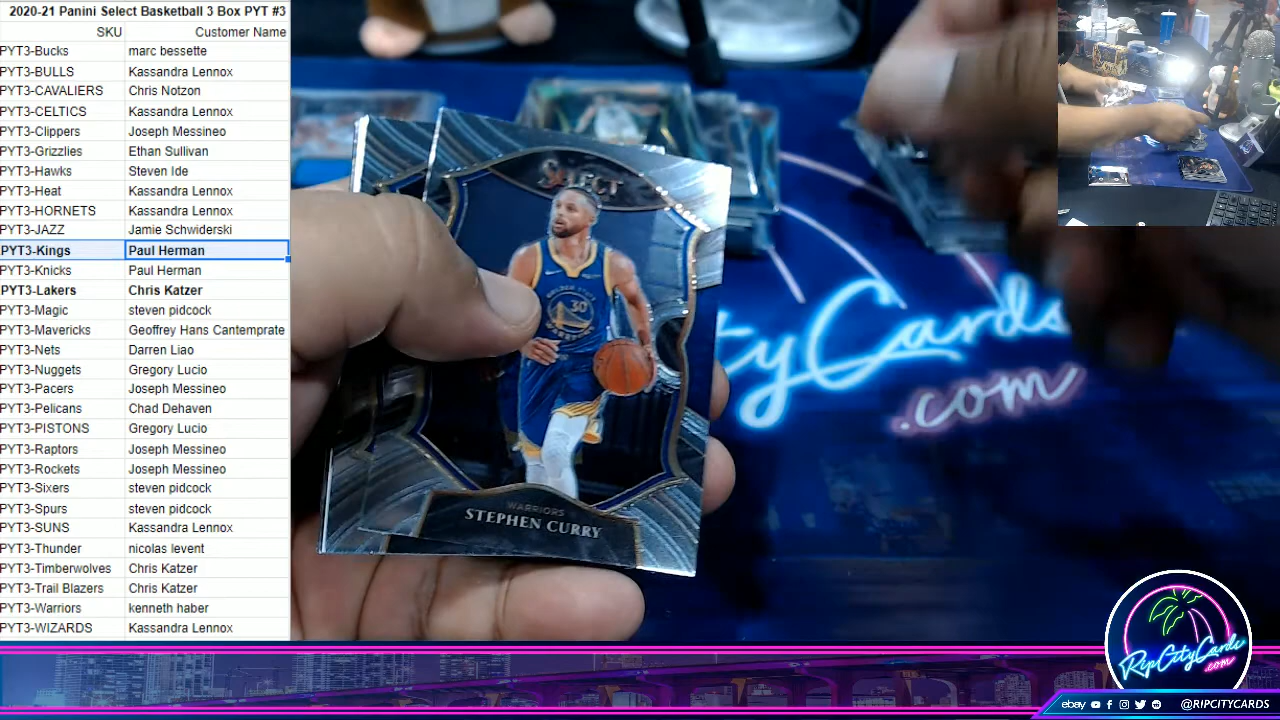 2020-21 Panini Select Basketball 3 Box PYT #3
SKU Customer Name
PYT3-Bucks marc bessette
PYT3-BULLS Kassandra Lennox
PYT3-CAVALIERS Chris Notzon
PYT3-CELTICS Kassandra Lennox
PYT3-Clippers Joseph Messineo
PYT3-Grizzlies Ethan Sullivan
PYT3-Hawks Steven Ide
PYT3-Heat Kassandra Lennox
PYT3-HORNETS Kassandra Lennox
PYT3-JAZZ Jamie Schwiderski
PYT3-Kings Paul Herman
PYT3-Knicks Paul Herman
PYT3-Lakers Chris Katzer
PYT3-Magic steven pidcock
PYT3-Mavericks Geoffrey Hans Cantemprate
PYT3-Nets Darren Liao
PYT3-Nuggets Gregory Lucio
PYT3-Pacers Joseph Messineo
PYT3-Pelicans Chad Dehaven
PYT3-PISTONS Gregory Lucio
PYT3-Raptors Joseph Messineo
PYT3-Rockets Joseph Messineo
PYT3-Sixers steven pidcock
PYT3-Spurs steven pidcock
PYT3-SUNS Kassandra Lennox
PYT3-Thunder nicolas levent
PYT3-Timberwolves Chris Katzer
PYT3-Trail Blazers Chris Katzer
PYT3-Warriors kenneth haber
PYT3-WIZARDS Kassandra Lennox
SELECT
30
WARRIORS
STEPHEN CURRY
tyCards
.com
RipCityCards
.com
ebay @RIPCITYCARDS